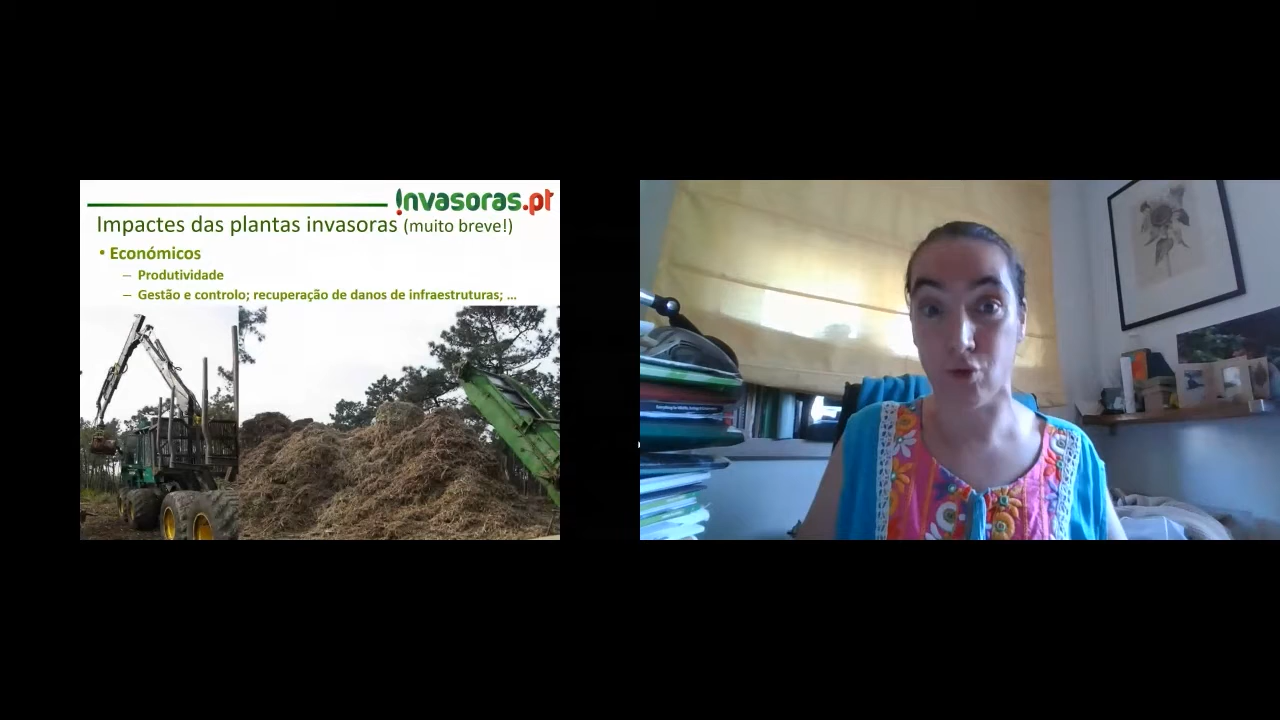 invasoras.pt
Impactes das plantas invasoras (muito breve!)
• Económicos
– Produtividade
– Gestão e controlo; recuperação de danos de infraestruturas; ...